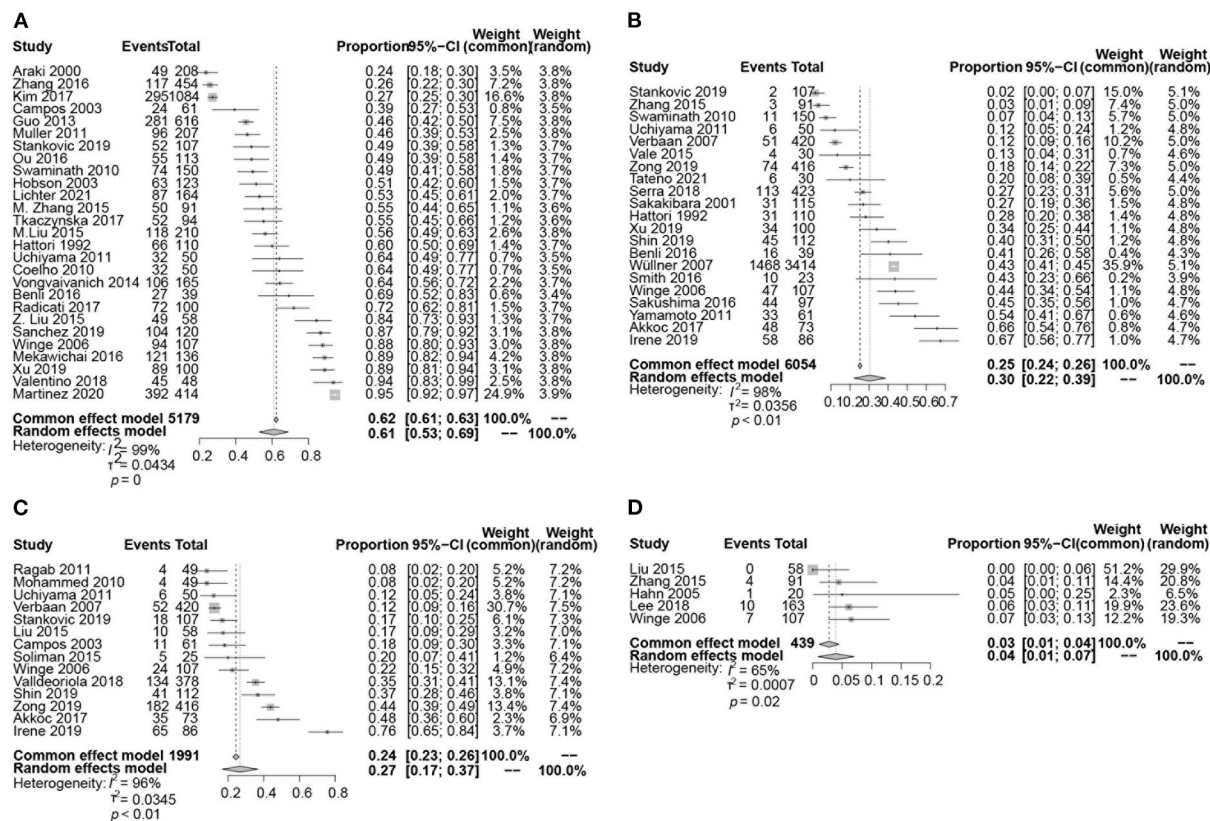 A
Weight Weight
Study Events Total Proportion 95%-CI (common) (random)
Araki 2000 49 208 0.24 [0.18; 0.30] 3.5% 3.8%
Zhang 2016 117 454 0.26 [0.22; 0.30] 7.2% 3.8%
Kim 2017 295 1084 0.27 [0.25; 0.30] 16.6% 3.8%
Campos 2003 24 61 0.39 [0.27; 0.53] 0.8% 3.5%
Guo 2013 281 616 0.46 [0.42; 0.50] 7.5% 3.8%
Muller 2011 96 207 0.46 [0.39; 0.53] 2.5% 3.8%
Stankovic 2019 52 107 0.49 [0.39; 0.58] 1.3% 3.7%
Ou 2016 55 113 0.49 [0.39; 0.58] 1.4% 3.7%
Swaminath 2010 74 150 0.49 [0.41; 0.58] 1.8% 3.7%
Hobson 2003 63 123 0.51 [0.42; 0.60] 1.5% 3.7%
Lichter 2021 87 164 0.53 [0.45; 0.61] 2.0% 3.7%
M. Zhang 2015 50 91 0.55 [0.44; 0.65] 1.1% 3.6%
Tkaczynska 2017 52 94 0.55 [0.45; 0.66] 1.2% 3.6%
M.Liu 2015 118 210 0.56 [0.49; 0.63] 2.6% 3.8%
Hattori 1992 66 110 0.60 [0.50; 0.69] 1.4% 3.7%
Uchiyama 2011 32 50 0.64 [0.49; 0.77] 0.7% 3.5%
Coelho 2010 32 50 0.64 [0.49; 0.77] 0.7% 3.5%
Vongvaivanich 2014 106 165 0.64 [0.56; 0.72] 2.2% 3.7%
Benli 2016 27 39 0.69 [0.52; 0.83] 0.6% 3.4%
Radicati 2017 72 100 0.72 [0.62; 0.81] 1.5% 3.7%
Z. Liu 2015 49 58 0.84 [0.73; 0.93] 1.3% 3.7%
Sanchez 2019 104 120 0.87 [0.79; 0.92] 3.1% 3.8%
Winge 2006 94 107 0.88 [0.80; 0.93] 3.0% 3.8%
Mekawichai 2016 121 136 0.89 [0.82; 0.94] 4.2% 3.8%
Xu 2019 89 100 0.89 [0.81; 0.94] 3.1% 3.8%
Valentino 2018 45 48 0.94 [0.83; 0.99] 2.5% 3.8%
Martinez 2020 392 414 0.95 [0.92; 0.97] 24.9% 3.9%
Common effect model 5179 0.62 [0.61; 0.63] 100.0% --
Random effects model 0.61 [0.53; 0.69] -- 100.0%
Heterogeneity: I² = 99%
τ² = 0.0434
p = 0
0.2 0.4 0.6 0.8
B
Weight Weight
Study Events Total Proportion 95%-CI (common) (random)
Stankovic 2019 2 107 0.02 [0.00; 0.07] 15.0% 5.1%
Zhang 2015 3 91 0.03 [0.01; 0.09] 7.4% 5.0%
Swaminath 2010 11 150 0.07 [0.04; 0.13] 5.7% 5.0%
Uchiyama 2011 6 50 0.12 [0.05; 0.24] 1.2% 4.8%
Verbaan 2007 51 420 0.12 [0.09; 0.16] 10.2% 5.0%
Vale 2015 4 30 0.13 [0.04; 0.31] 0.7% 4.6%
Zong 2019 74 416 0.18 [0.14; 0.22] 7.3% 5.0%
Tateno 2021 6 30 0.20 [0.08; 0.39] 0.5% 4.4%
Serra 2018 113 423 0.27 [0.23; 0.31] 5.6% 5.0%
Sakakibara 2001 31 115 0.27 [0.19; 0.36] 1.5% 4.8%
Hattori 1992 31 110 0.28 [0.20; 0.38] 1.4% 4.8%
Xu 2019 34 100 0.34 [0.25; 0.44] 1.1% 4.8%
Shin 2019 45 112 0.40 [0.31; 0.50] 1.2% 4.8%
Benli 2016 16 39 0.41 [0.26; 0.58] 0.4% 4.3%
Wüllner 2007 1468 3414 0.43 [0.41; 0.45] 35.9% 5.1%
Smith 2016 10 23 0.43 [0.23; 0.66] 0.2% 3.9%
Winge 2006 47 107 0.44 [0.34; 0.54] 1.1% 4.8%
Sakushima 2016 44 97 0.45 [0.35; 0.56] 1.0% 4.7%
Yamamoto 2011 33 61 0.54 [0.41; 0.67] 0.6% 4.6%
Akkoc 2017 48 73 0.66 [0.54; 0.76] 0.8% 4.7%
Irene 2019 58 86 0.67 [0.56; 0.77] 1.0% 4.7%
Common effect model 6054 0.25 [0.24; 0.26] 100.0% --
Random effects model 0.30 [0.22; 0.39] -- 100.0%
Heterogeneity: I² = 98%
τ² = 0.0356
p < 0.01
0.1 0.2 0.3 0.4 0.5 0.6 0.7
C
Weight Weight
Study Events Total Proportion 95%-CI (common) (random)
Ragab 2011 4 49 0.08 [0.02; 0.20] 5.2% 7.2%
Mohammed 2010 4 49 0.08 [0.02; 0.20] 5.2% 7.2%
Uchiyama 2011 6 50 0.12 [0.05; 0.24] 3.8% 7.1%
Verbaan 2007 52 420 0.12 [0.09; 0.16] 30.7% 7.5%
Stankovic 2019 18 107 0.17 [0.10; 0.25] 6.1% 7.3%
Liu 2015 10 58 0.17 [0.09; 0.29] 3.2% 7.0%
Campos 2003 11 61 0.18 [0.09; 0.30] 3.3% 7.1%
Soliman 2015 5 25 0.20 [0.07; 0.41] 1.2% 6.4%
Winge 2006 24 107 0.22 [0.15; 0.32] 4.9% 7.2%
Valldeoriola 2018 134 378 0.35 [0.31; 0.41] 13.1% 7.4%
Shin 2019 41 112 0.37 [0.28; 0.46] 3.8% 7.1%
Zong 2019 182 416 0.44 [0.39; 0.49] 13.4% 7.4%
Akkoc 2017 35 73 0.48 [0.36; 0.60] 2.3% 6.9%
Irene 2019 65 86 0.76 [0.65; 0.84] 3.7% 7.1%
Common effect model 1991 0.24 [0.23; 0.26] 100.0% --
Random effects model 0.27 [0.17; 0.37] -- 100.0%
Heterogeneity: I² = 96%
τ² = 0.0345
p < 0.01
0.2 0.4 0.6 0.8
D
Weight Weight
Study Events Total Proportion 95%-CI (common) (random)
Liu 2015 0 58 0.00 [0.00; 0.06] 51.2% 29.9%
Zhang 2015 4 91 0.04 [0.01; 0.11] 14.4% 20.8%
Hahn 2005 1 20 0.05 [0.00; 0.25] 2.3% 6.5%
Lee 2018 10 163 0.06 [0.03; 0.11] 19.9% 23.6%
Winge 2006 7 107 0.07 [0.03; 0.13] 12.2% 19.3%
Common effect model 439 0.03 [0.01; 0.04] 100.0% --
Random effects model 0.04 [0.01; 0.07] -- 100.0%
Heterogeneity: I² = 65%
τ² = 0.0007
p = 0.02
0 0.05 0.1 0.15 0.2